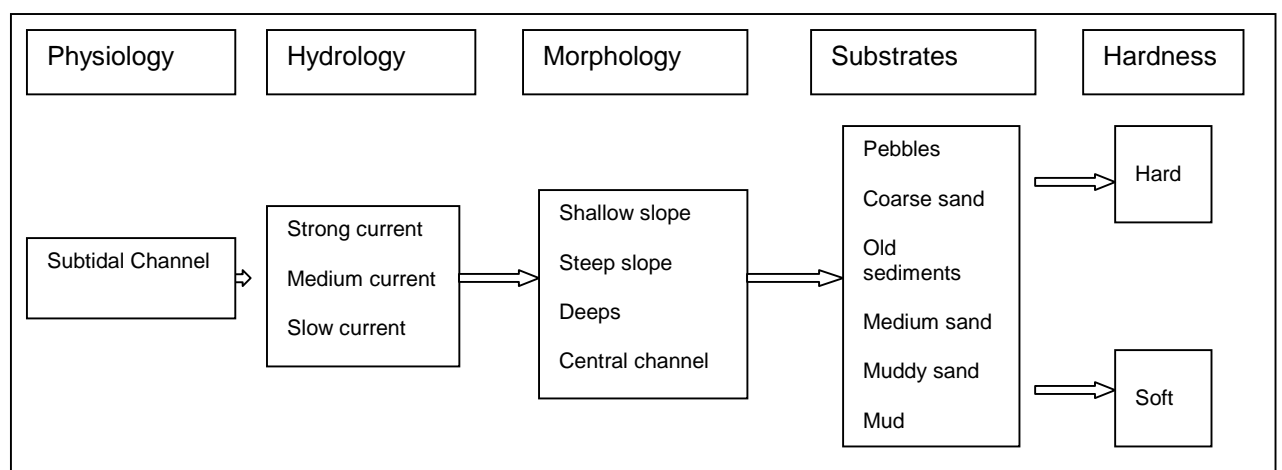 Physiology
Hydrology
Morphology
Substrates
Hardness
Subtidal Channel
Strong current
Medium current
Slow current
Shallow slope
Steep slope
Deeps
Central channel
Pebbles
Coarse sand
Old
sediments
Medium sand
Muddy sand
Mud
Hard
Soft